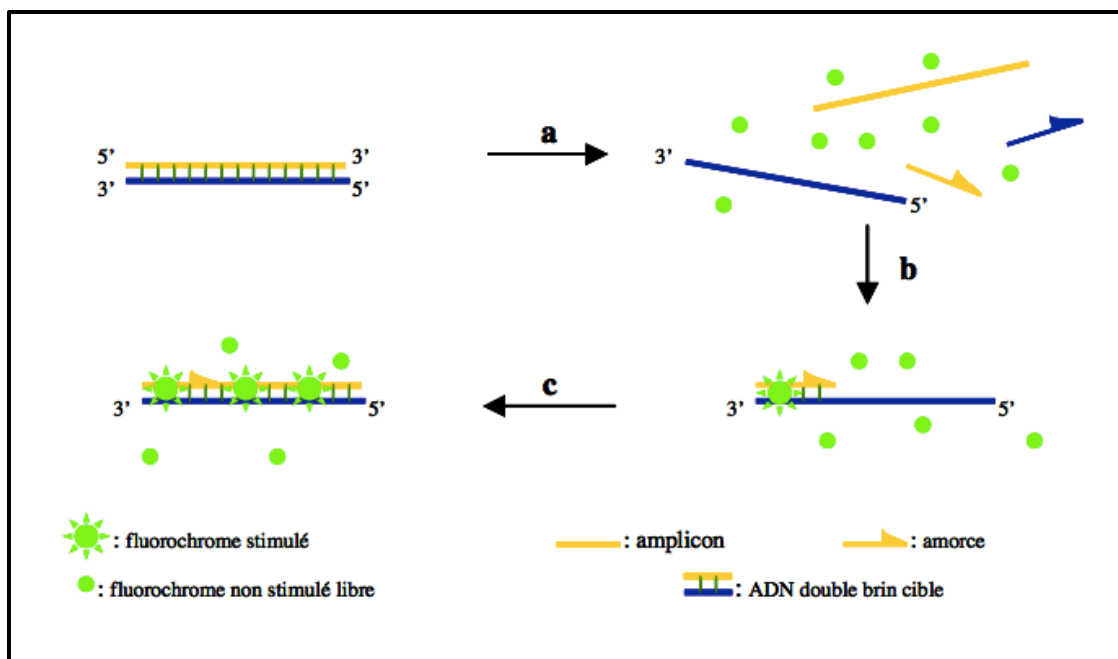 5’ 3’
3’ 5’
a
3’
5’
b
3’ 5’
c
3’ 5’
: fluorochrome stimulé
: amplicon
: amorce
: fluorochrome non stimulé libre
: ADN double brin cible